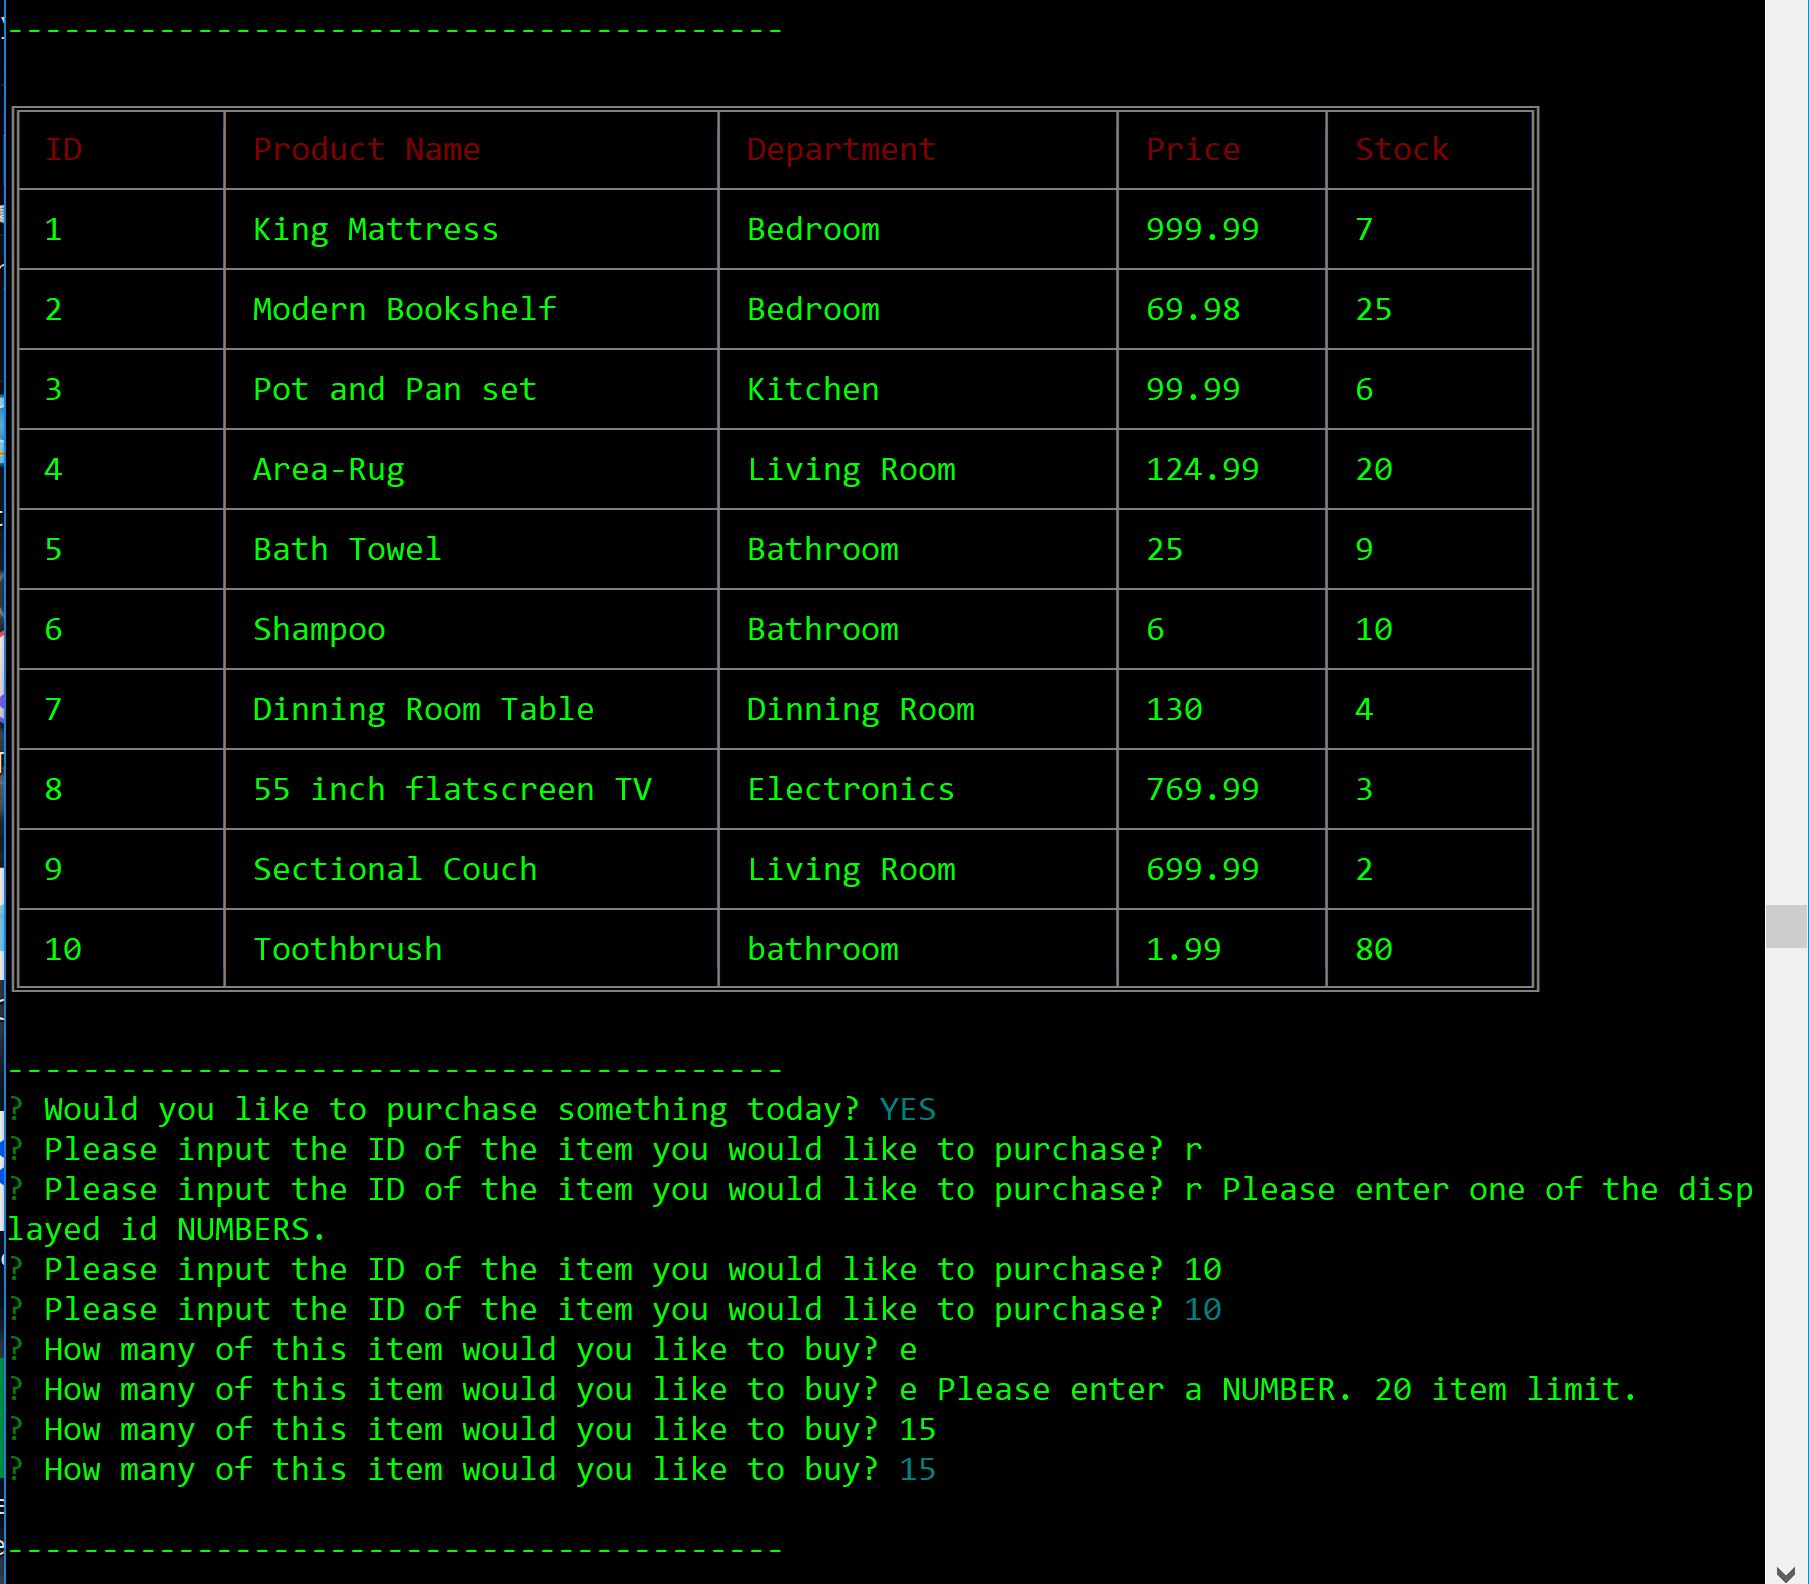 ----------------------------------------
ID Product Name Department Price Stock
1 King Mattress Bedroom 999.99 7
2 Modern Bookshelf Bedroom 69.98 25
3 Pot and Pan set Kitchen 99.99 6
4 Area-Rug Living Room 124.99 20
5 Bath Towel Bathroom 25 9
6 Shampoo Bathroom 6 10
7 Dinning Room Table Dinning Room 130 4
8 55 inch flatscreen TV Electronics 769.99 3
9 Sectional Couch Living Room 699.99 2
10 Toothbrush bathroom 1.99 80
----------------------------------------
? Would you like to purchase something today? YES
? Please input the ID of the item you would like to purchase? r
? Please input the ID of the item you would like to purchase? r Please enter one of the disp
layed id NUMBERS.
? Please input the ID of the item you would like to purchase? 10
? Please input the ID of the item you would like to purchase? 10
? How many of this item would you like to buy? e
? How many of this item would you like to buy? e Please enter a NUMBER. 20 item limit.
? How many of this item would you like to buy? 15
? How many of this item would you like to buy? 15
----------------------------------------